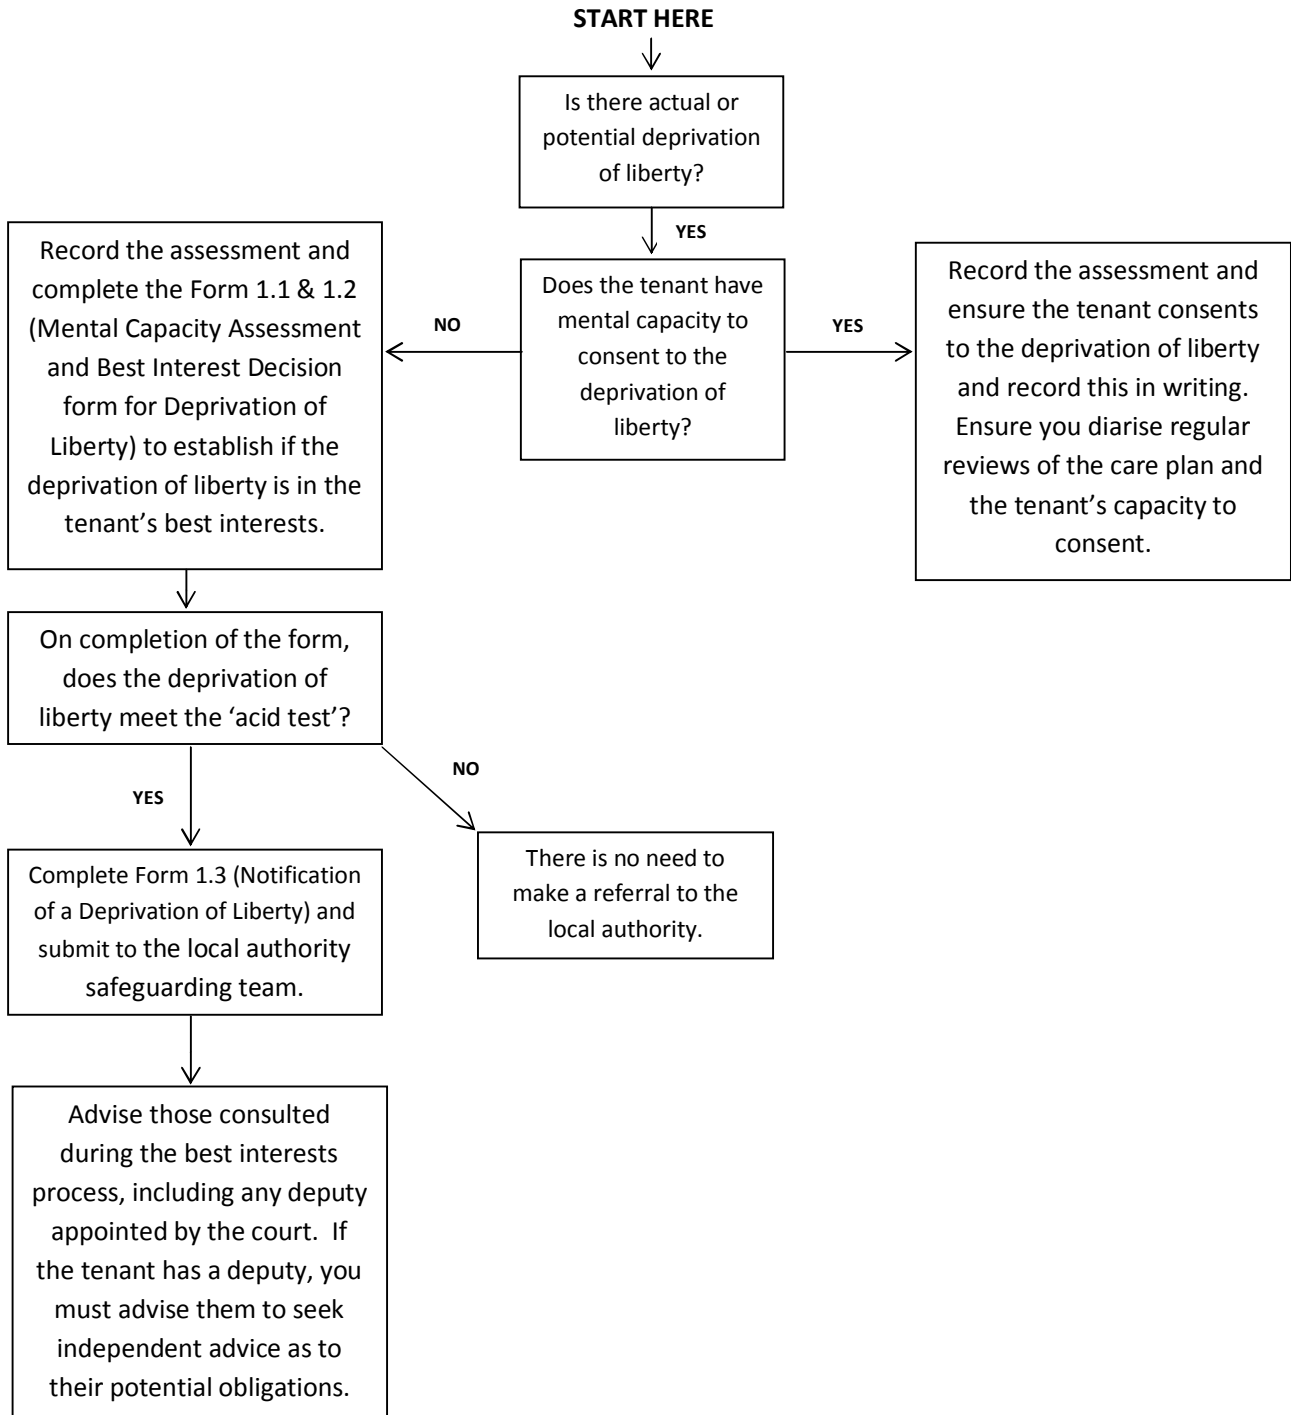 START HERE
Is there actual or
potential deprivation
of liberty?
YES
Does the tenant have
mental capacity to
consent to the
deprivation of
liberty?
NO
YES
Record the assessment and
complete the Form 1.1 & 1.2
(Mental Capacity Assessment
and Best Interest Decision
form for Deprivation of
Liberty) to establish if the
deprivation of liberty is in the
tenant’s best interests.
Record the assessment and
ensure the tenant consents
to the deprivation of liberty
and record this in writing.
Ensure you diarise regular
reviews of the care plan and
the tenant’s capacity to
consent.
On completion of the form,
does the deprivation of
liberty meet the ‘acid test’?
NO
YES
There is no need to
make a referral to the
local authority.
Complete Form 1.3 (Notification
of a Deprivation of Liberty) and
submit to the local authority
safeguarding team.
Advise those consulted
during the best interests
process, including any deputy
appointed by the court.  If
the tenant has a deputy, you
must advise them to seek
independent advice as to
their potential obligations.